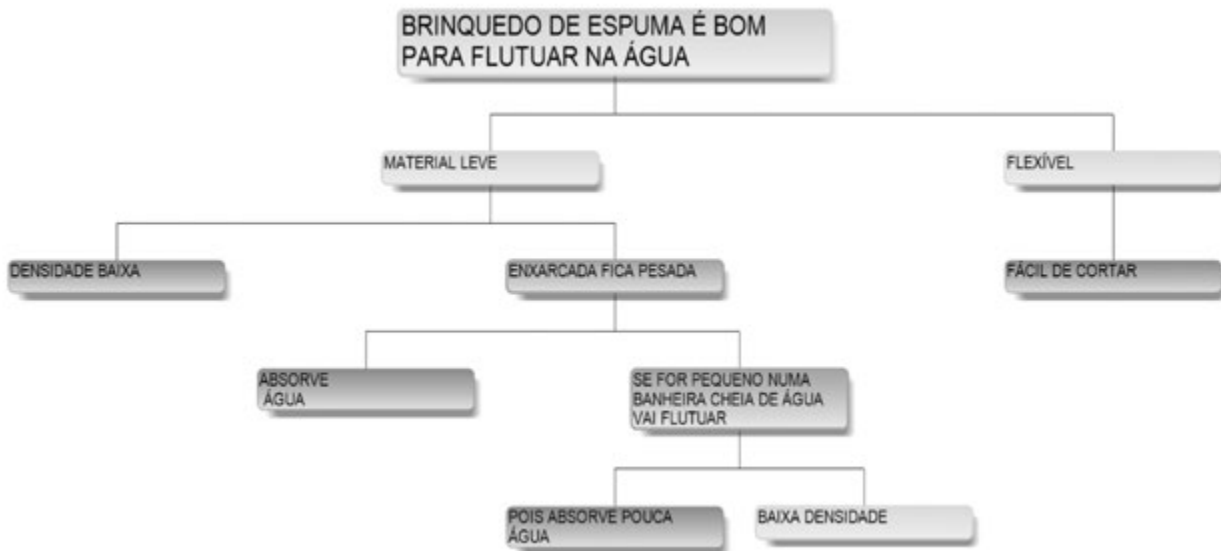 BRINQUEDO DE ESPUMA É BOM
PARA FLUTUAR NA ÁGUA
MATERIAL LEVE
FLEXÍVEL
DENSIDADE BAIXA
ENXARCADA FICA PESADA
FÁCIL DE CORTAR
ABSORVE
ÁGUA
SE FOR PEQUENO NUMA
BANHEIRA CHEIA DE ÁGUA
VAI FLUTUAR
POIS ABSORVE POUCA
ÁGUA
BAIXA DENSIDADE